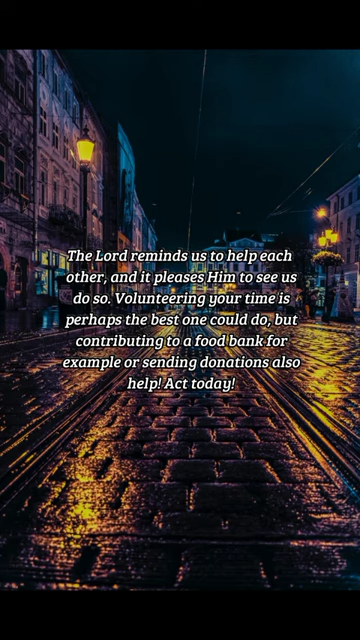 The Lord reminds us to help each
other, and it pleases Him to see us
do so. Volunteering your time is
perhaps the best one could do, but
contributing to a food bank for
example or sending donations also
help! Act today!